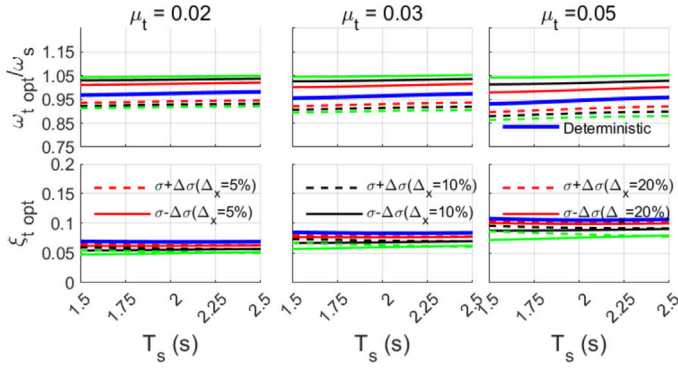 μt = 0.02 μt = 0.03 μt =0.05
ωt opt/ωs
1.25
1.15
1.05
0.95
0.85
0.75
Deterministic
ξt opt
0.2
0.15
0.1
0.05
0
σ+Δσ(Δx=5%) σ+Δσ(Δx=10%) σ+Δσ(Δx=20%)
σ-Δσ(Δx=5%) σ-Δσ(Δx=10%) σ-Δσ(Δx=20%)
1.5 1.75 2 2.25 2.5 1.5 1.75 2 2.25 2.5 1.5 1.75 2 2.25 2.5
Ts (s) Ts (s) Ts (s)